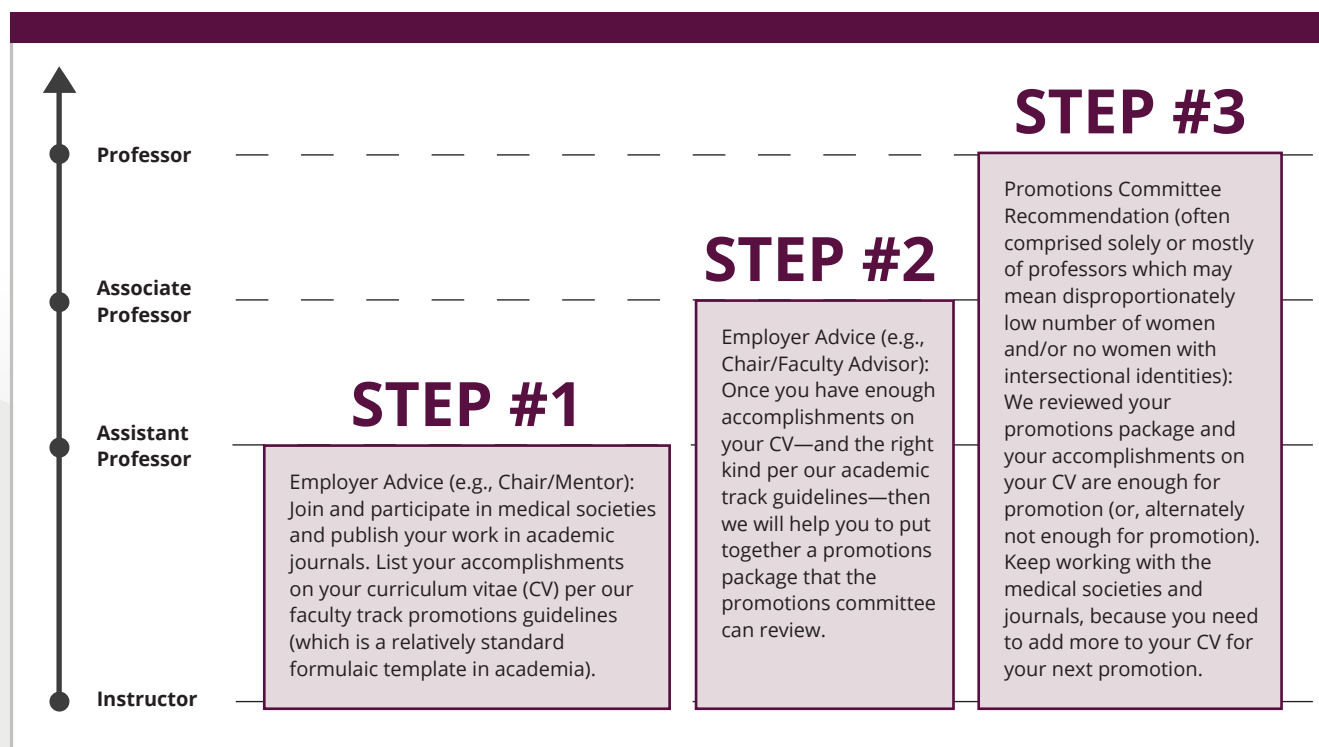 STEP #3
Professor
Promotions Committee
Recommendation (often
comprised solely or mostly
of professors which may
mean disproportionately
low number of women
and/or no women with
intersectional identities):
We reviewed your
promotions package and
your accomplishments on
your CV are enough for
promotion (or, alternately
not enough for promotion).
Keep working with the
medical societies and
journals, because you need
to add more to your CV for
your next promotion.
STEP #2
Associate
Professor
Employer Advice (e.g.,
Chair/Faculty Advisor):
Once you have enough
accomplishments on
your CV—and the right
kind per our academic
track guidelines—then
we will help you to put
together a promotions
package that the
promotions committee
can review.
STEP #1
Assistant
Professor
Employer Advice (e.g., Chair/Mentor):
Join and participate in medical societies
and publish your work in academic
journals. List your accomplishments
on your curriculum vitae (CV) per our
faculty track promotions guidelines
(which is a relatively standard
formulaic template in academia).
Instructor